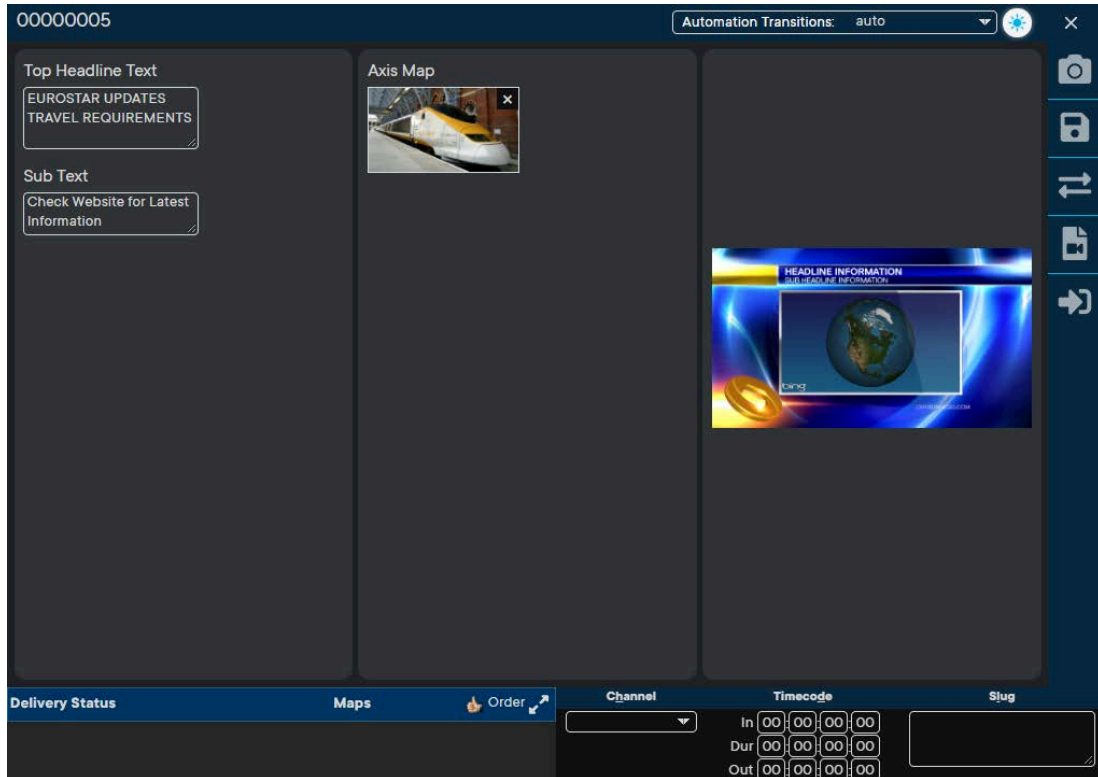 00000005
Automation Transitions: auto
Top Headline Text
EUROSTAR UPDATES
TRAVEL REQUIREMENTS
Sub Text
Check Website for Latest
Information
Axis Map
HEADLINE INFORMATION
SUB HEADLINE INFORMATION
bing
Delivery Status
Maps
Order
Channel
Timecode
In 00:00:00:00
Dur 00:00:00:00
Out 00:00:00:00
Slug